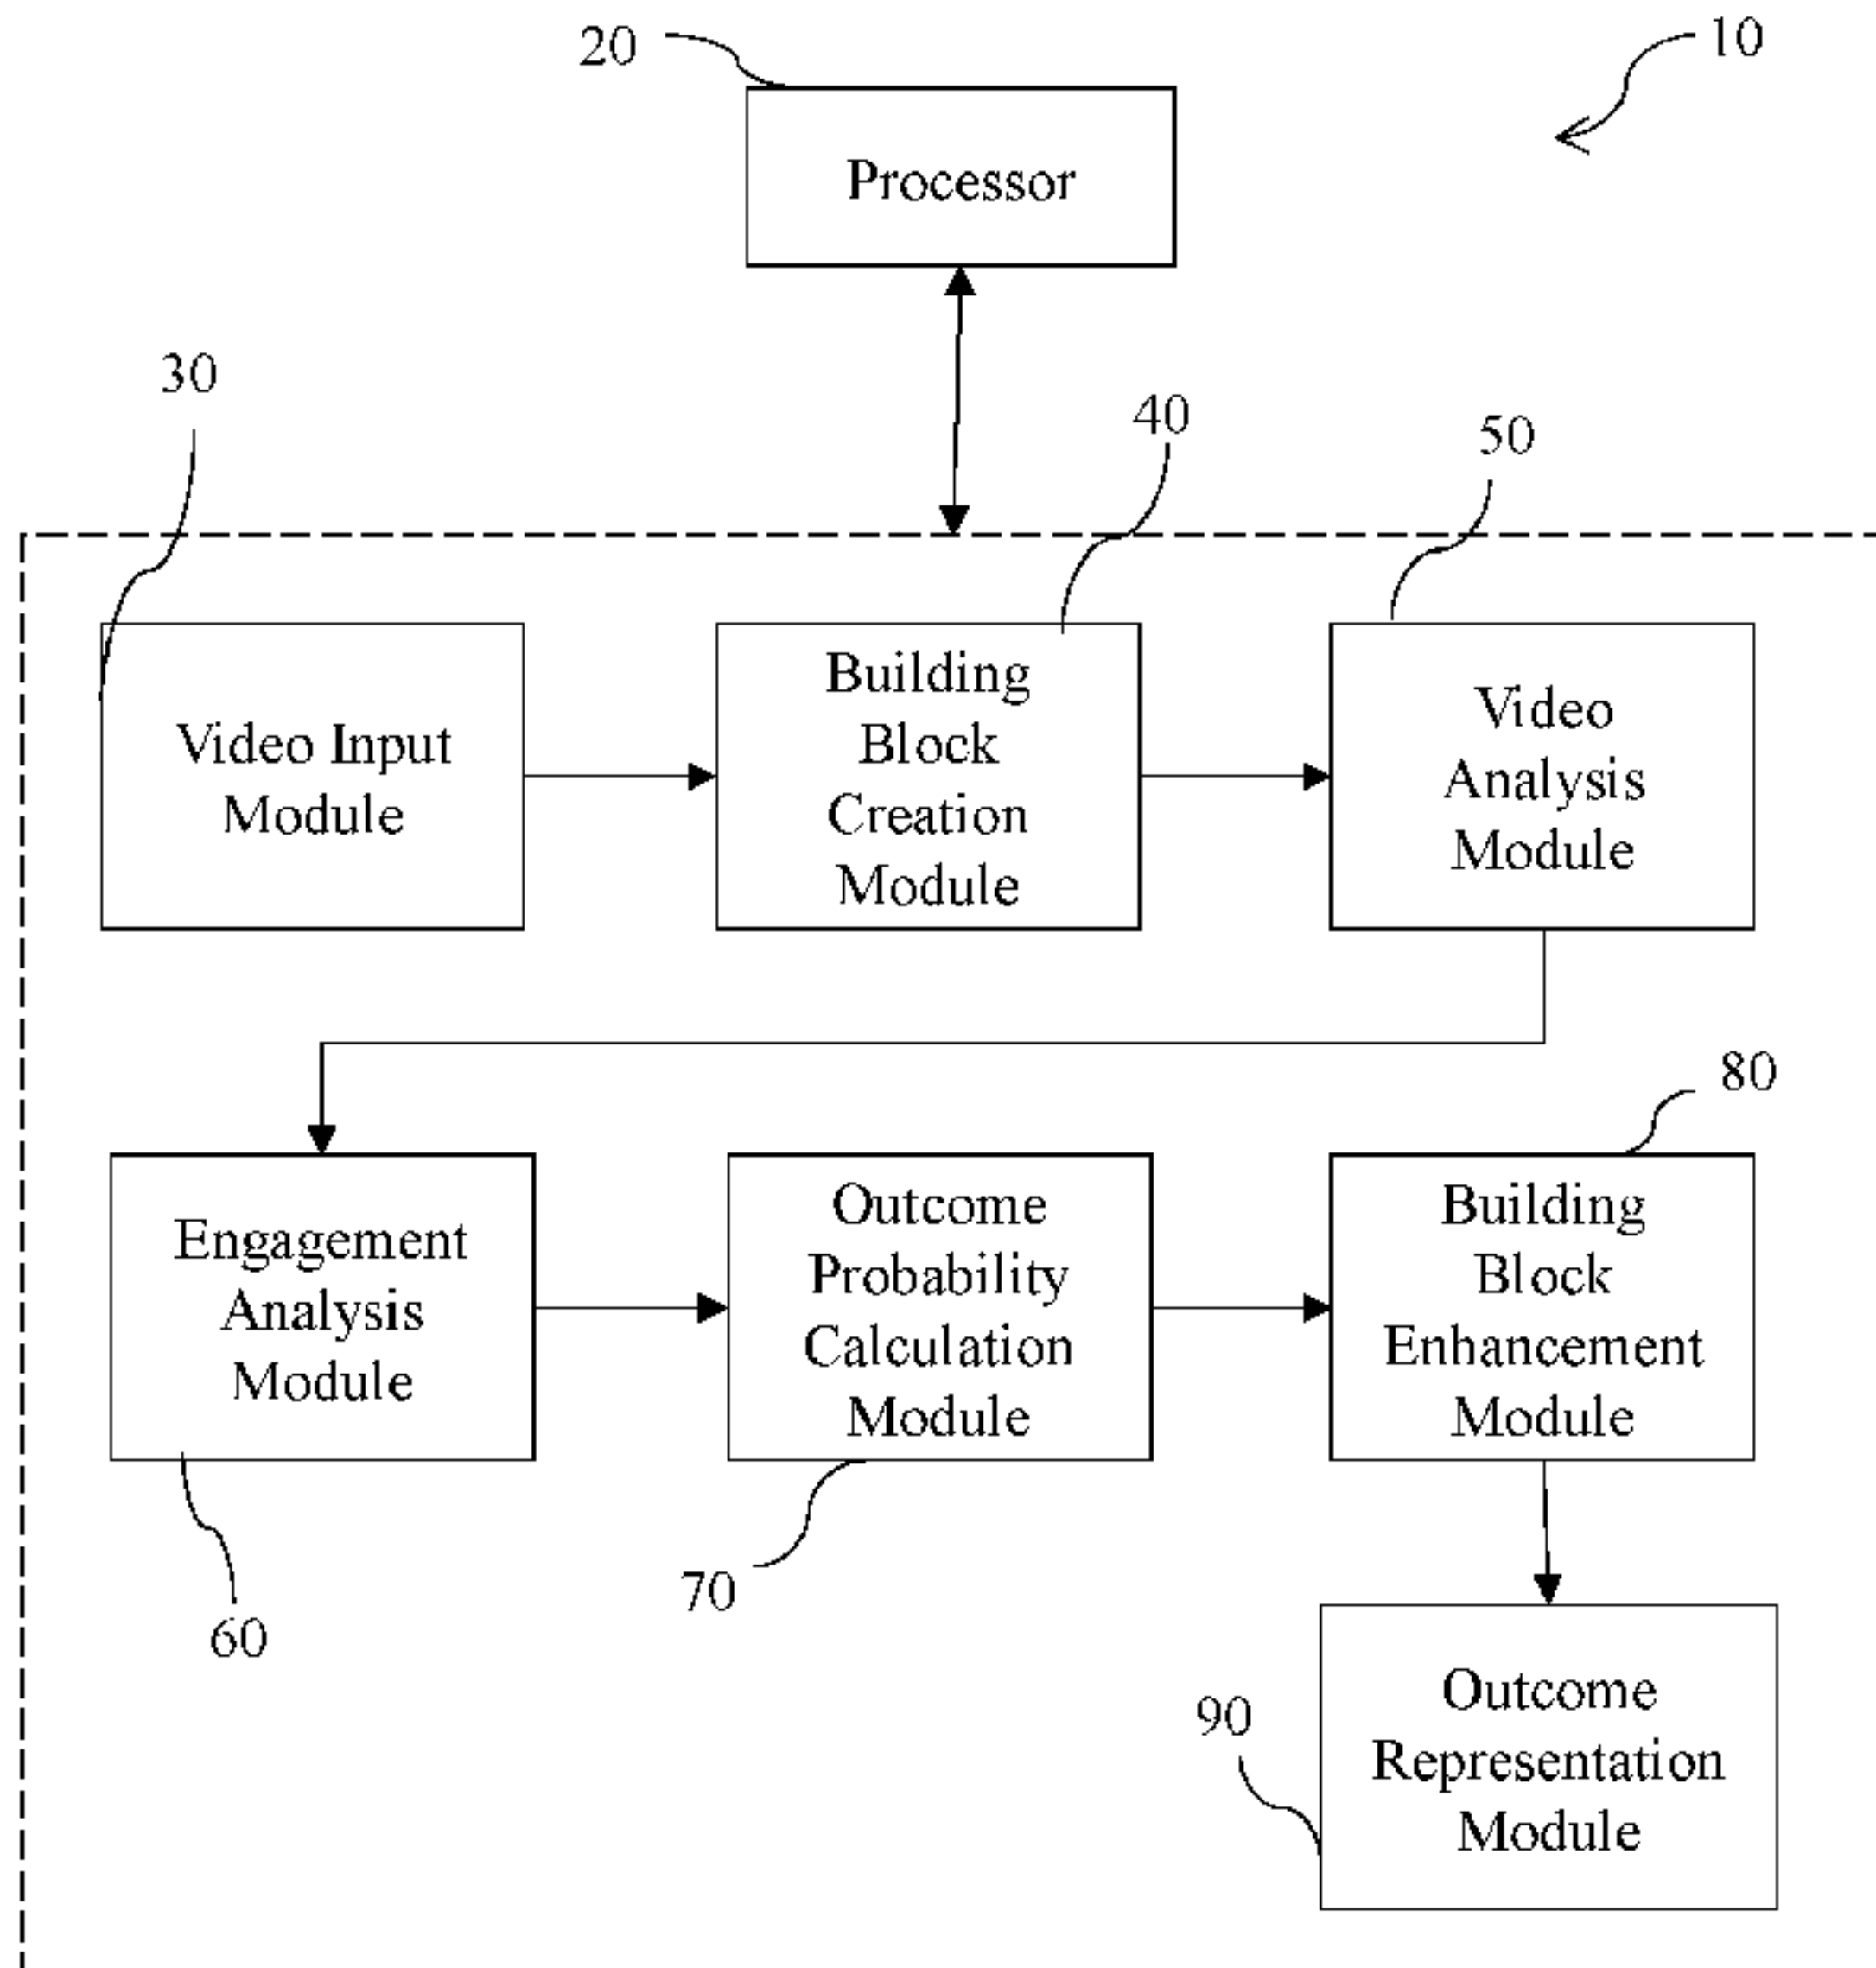 20
10
Processor
30
40
50
Video Input
Module
Building
Block
Creation
Module
Video
Analysis
Module
80
Engagement
Analysis
Module
Outcome
Probability
Calculation
Module
Building
Block
Enhancement
Module
60
70
90
Outcome
Representation
Module